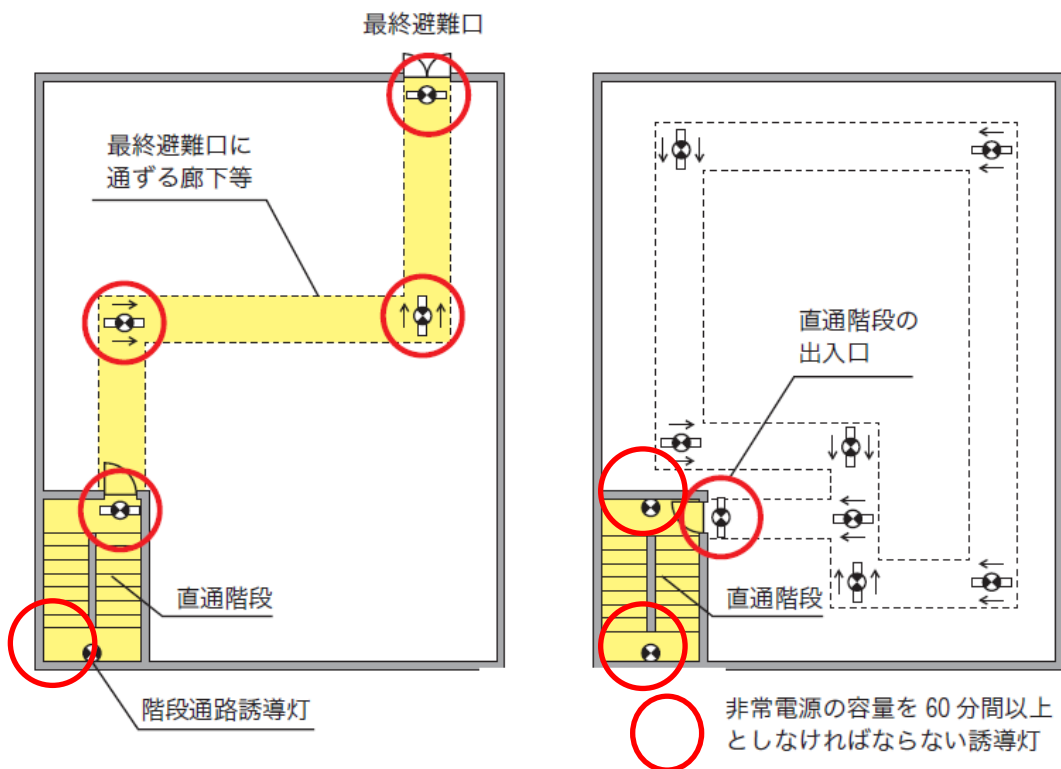 最終避難口
最終避難口に
通ずる廊下等
直通階段の
出入口
直通階段
直通階段
階段通路誘導灯
非常電源の容量を 60 分間以上
としなければならない誘導灯